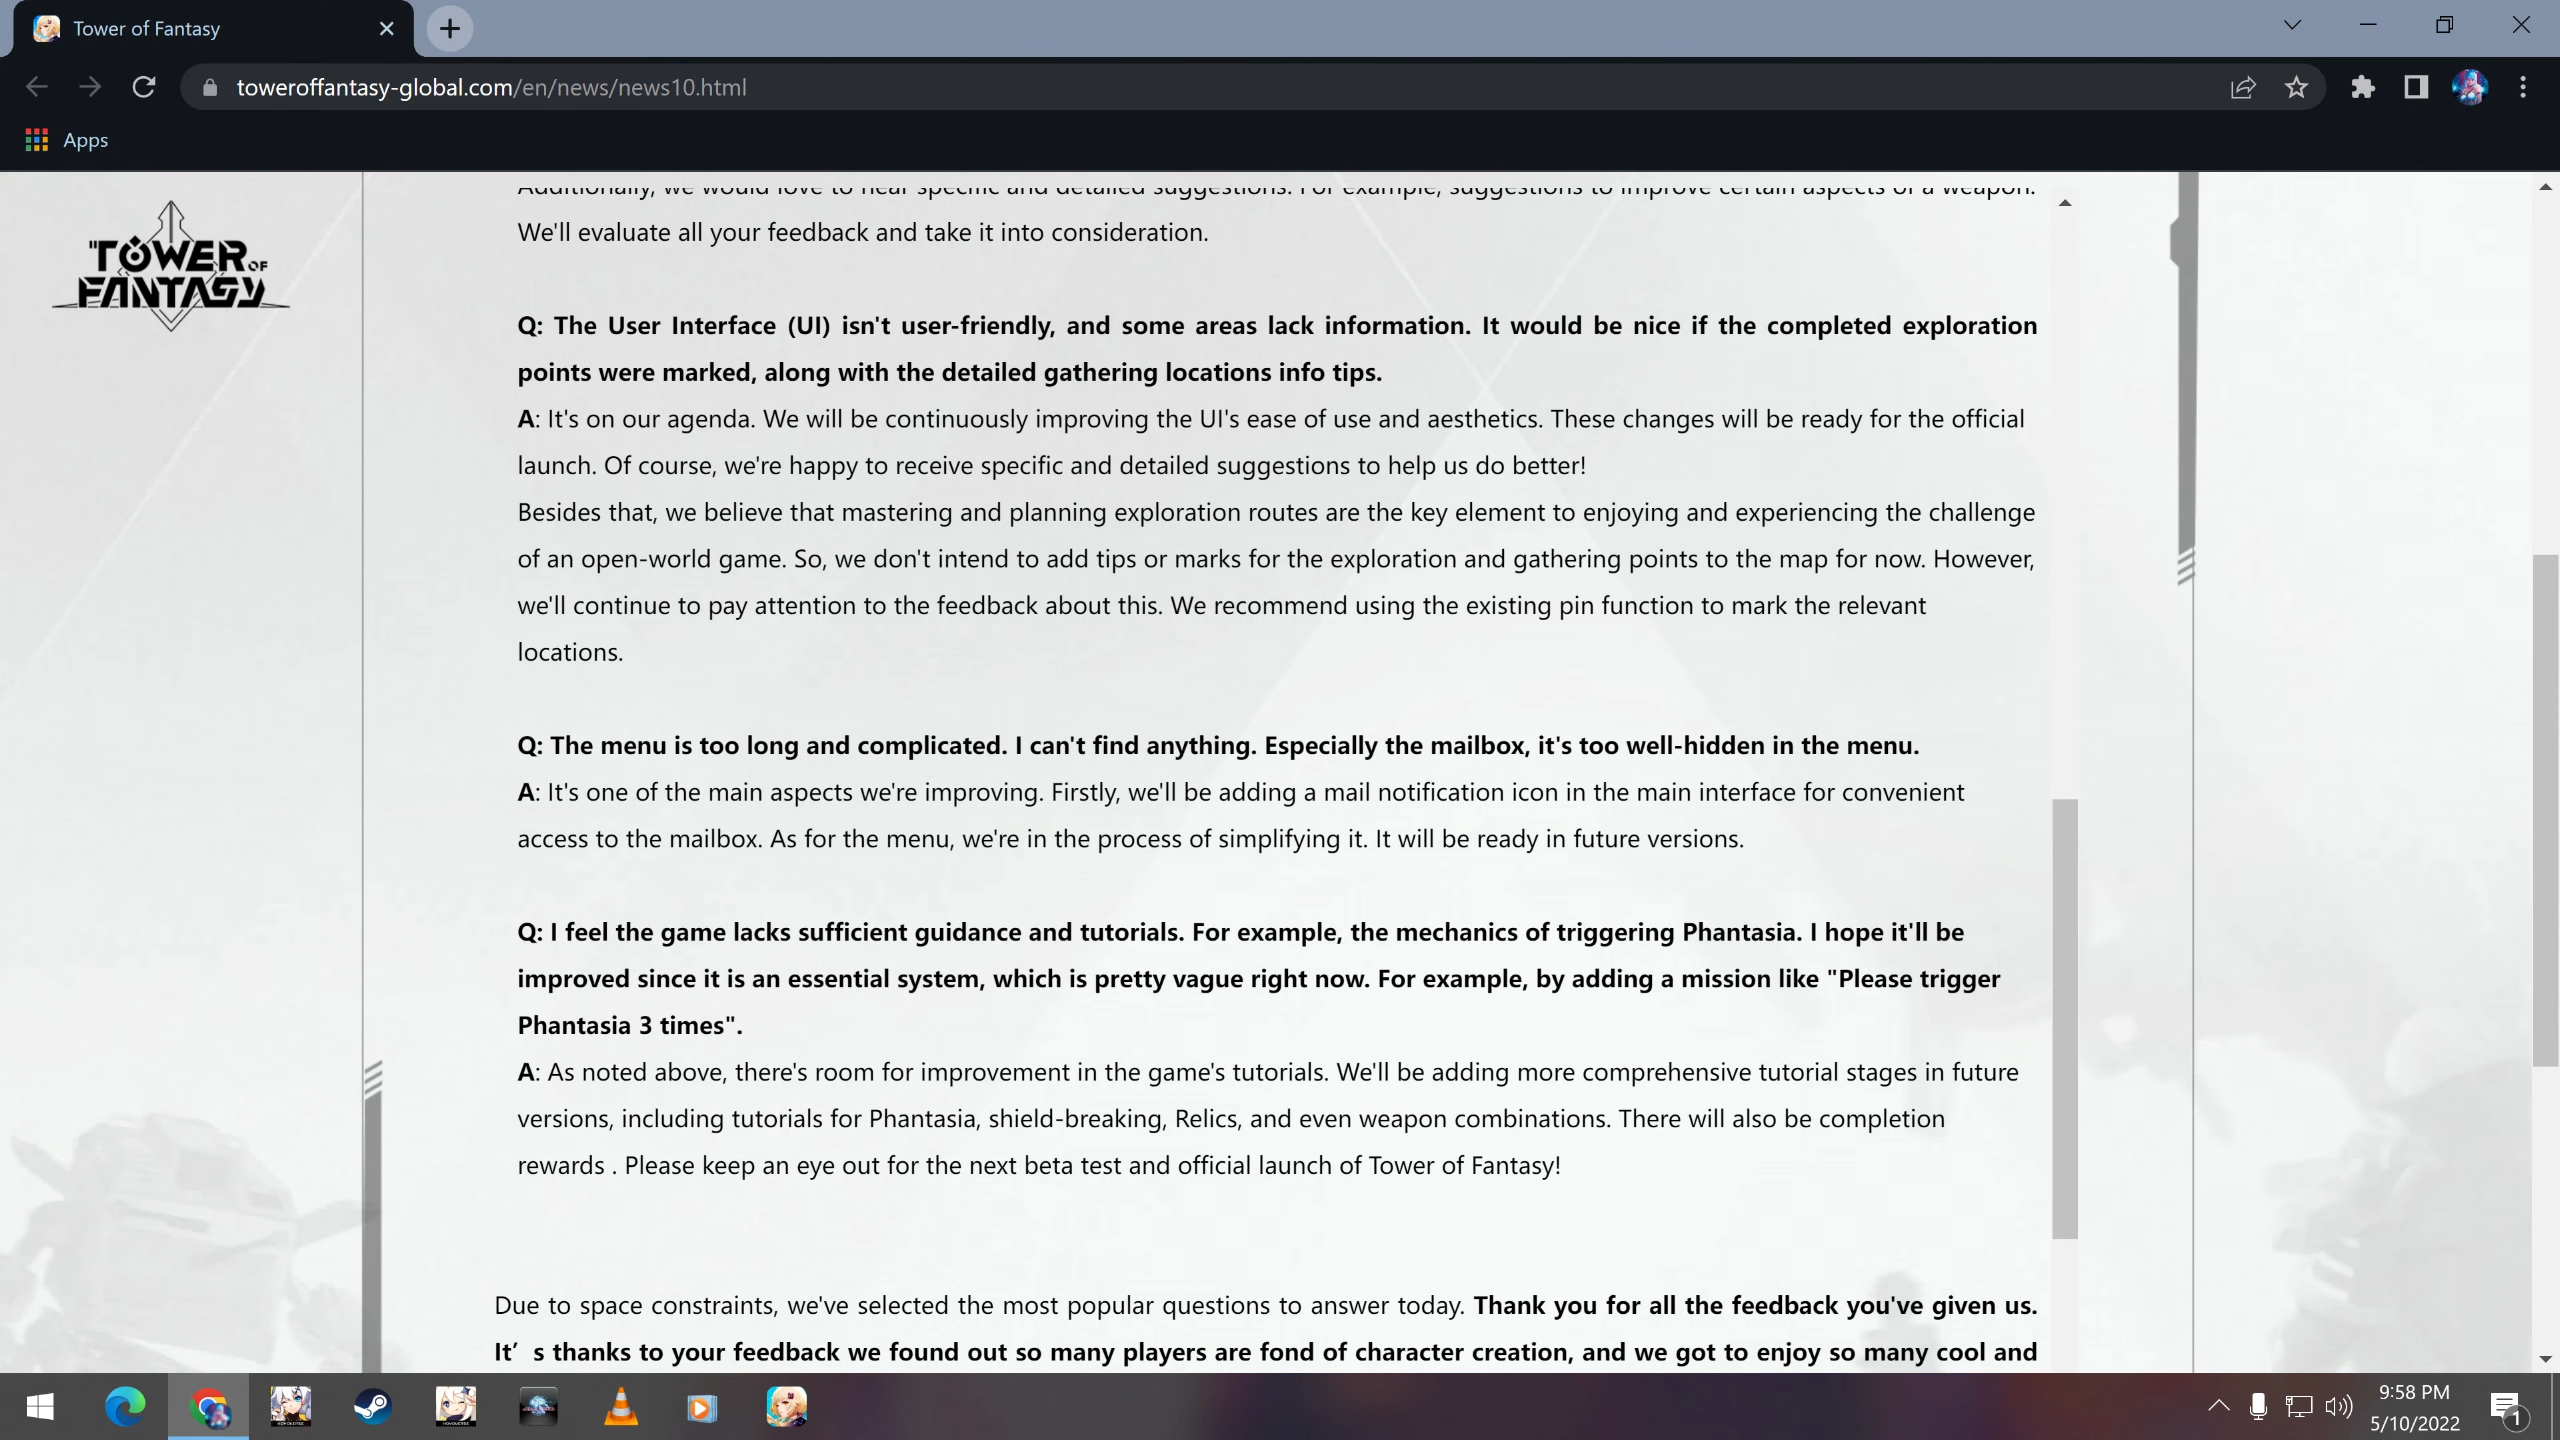 Tower of Fantasy
toweroffantasy-global.com/en/news/news10.html
Apps
TOWER OF FANTASY
Additionally, we would love to hear specific and detailed suggestions. For example, suggestions to improve certain aspects of a weapon.
We'll evaluate all your feedback and take it into consideration.
Q: The User Interface (UI) isn't user-friendly, and some areas lack information. It would be nice if the completed exploration
points were marked, along with the detailed gathering locations info tips.
A: It's on our agenda. We will be continuously improving the UI's ease of use and aesthetics. These changes will be ready for the official
launch. Of course, we're happy to receive specific and detailed suggestions to help us do better!
Besides that, we believe that mastering and planning exploration routes are the key element to enjoying and experiencing the challenge
of an open-world game. So, we don't intend to add tips or marks for the exploration and gathering points to the map for now. However,
we'll continue to pay attention to the feedback about this. We recommend using the existing pin function to mark the relevant
locations.
Q: The menu is too long and complicated. I can't find anything. Especially the mailbox, it's too well-hidden in the menu.
A: It's one of the main aspects we're improving. Firstly, we'll be adding a mail notification icon in the main interface for convenient
access to the mailbox. As for the menu, we're in the process of simplifying it. It will be ready in future versions.
Q: I feel the game lacks sufficient guidance and tutorials. For example, the mechanics of triggering Phantasia. I hope it'll be
improved since it is an essential system, which is pretty vague right now. For example, by adding a mission like "Please trigger
Phantasia 3 times".
A: As noted above, there's room for improvement in the game's tutorials. We'll be adding more comprehensive tutorial stages in future
versions, including tutorials for Phantasia, shield-breaking, Relics, and even weapon combinations. There will also be completion
rewards . Please keep an eye out for the next beta test and official launch of Tower of Fantasy!
Due to space constraints, we've selected the most popular questions to answer today. Thank you for all the feedback you've given us.
It’ s thanks to your feedback we found out so many players are fond of character creation, and we got to enjoy so many cool and
9:58 PM
5/10/2022
1